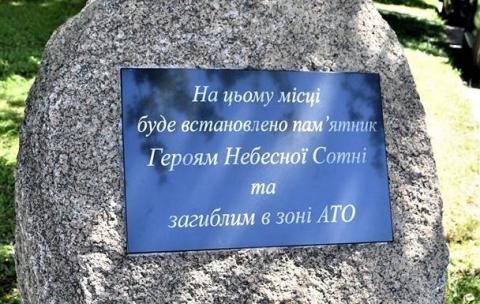 На цьому місці
буде встановлено пам'ятник
Героям Небесної Сотні
та
загиблим в зоні АТО